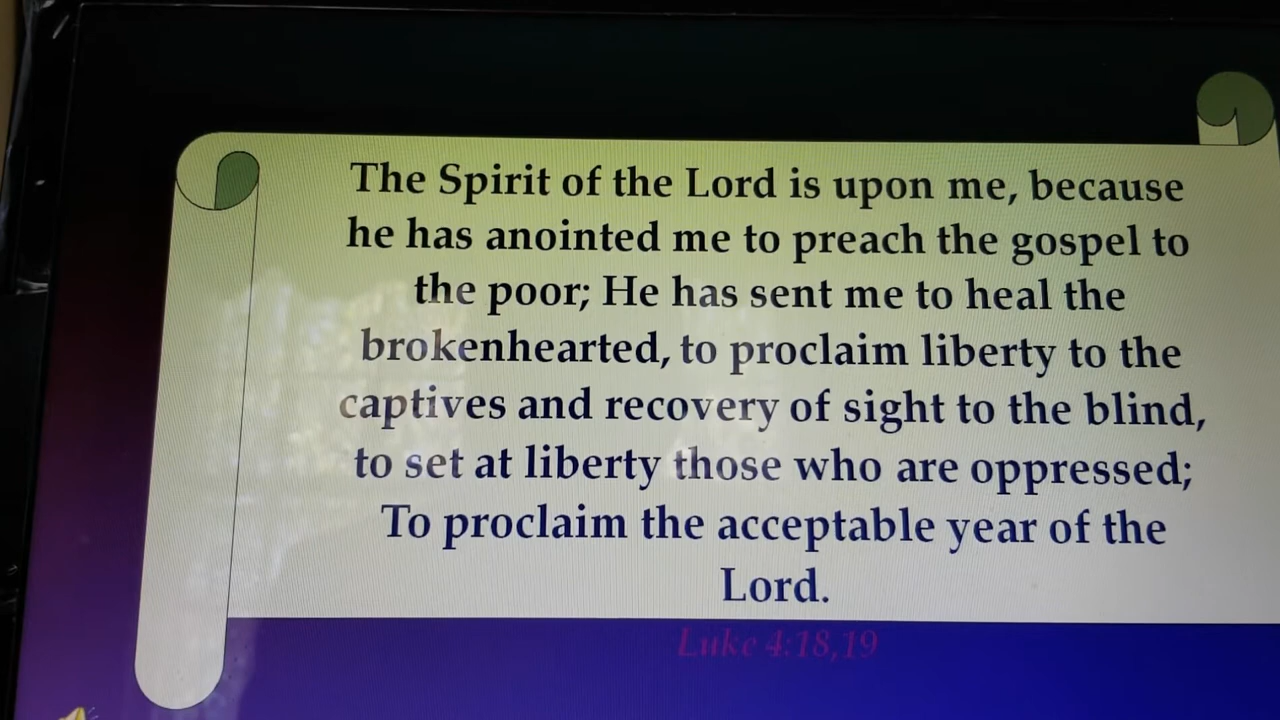 The Spirit of the Lord is upon me, because
he has anointed me to preach the gospel to
the poor; He has sent me to heal the
brokenhearted, to proclaim liberty to the
captives and recovery of sight to the blind,
to set at liberty those who are oppressed;
To proclaim the acceptable year of the
Lord.
Luke 4:18,19